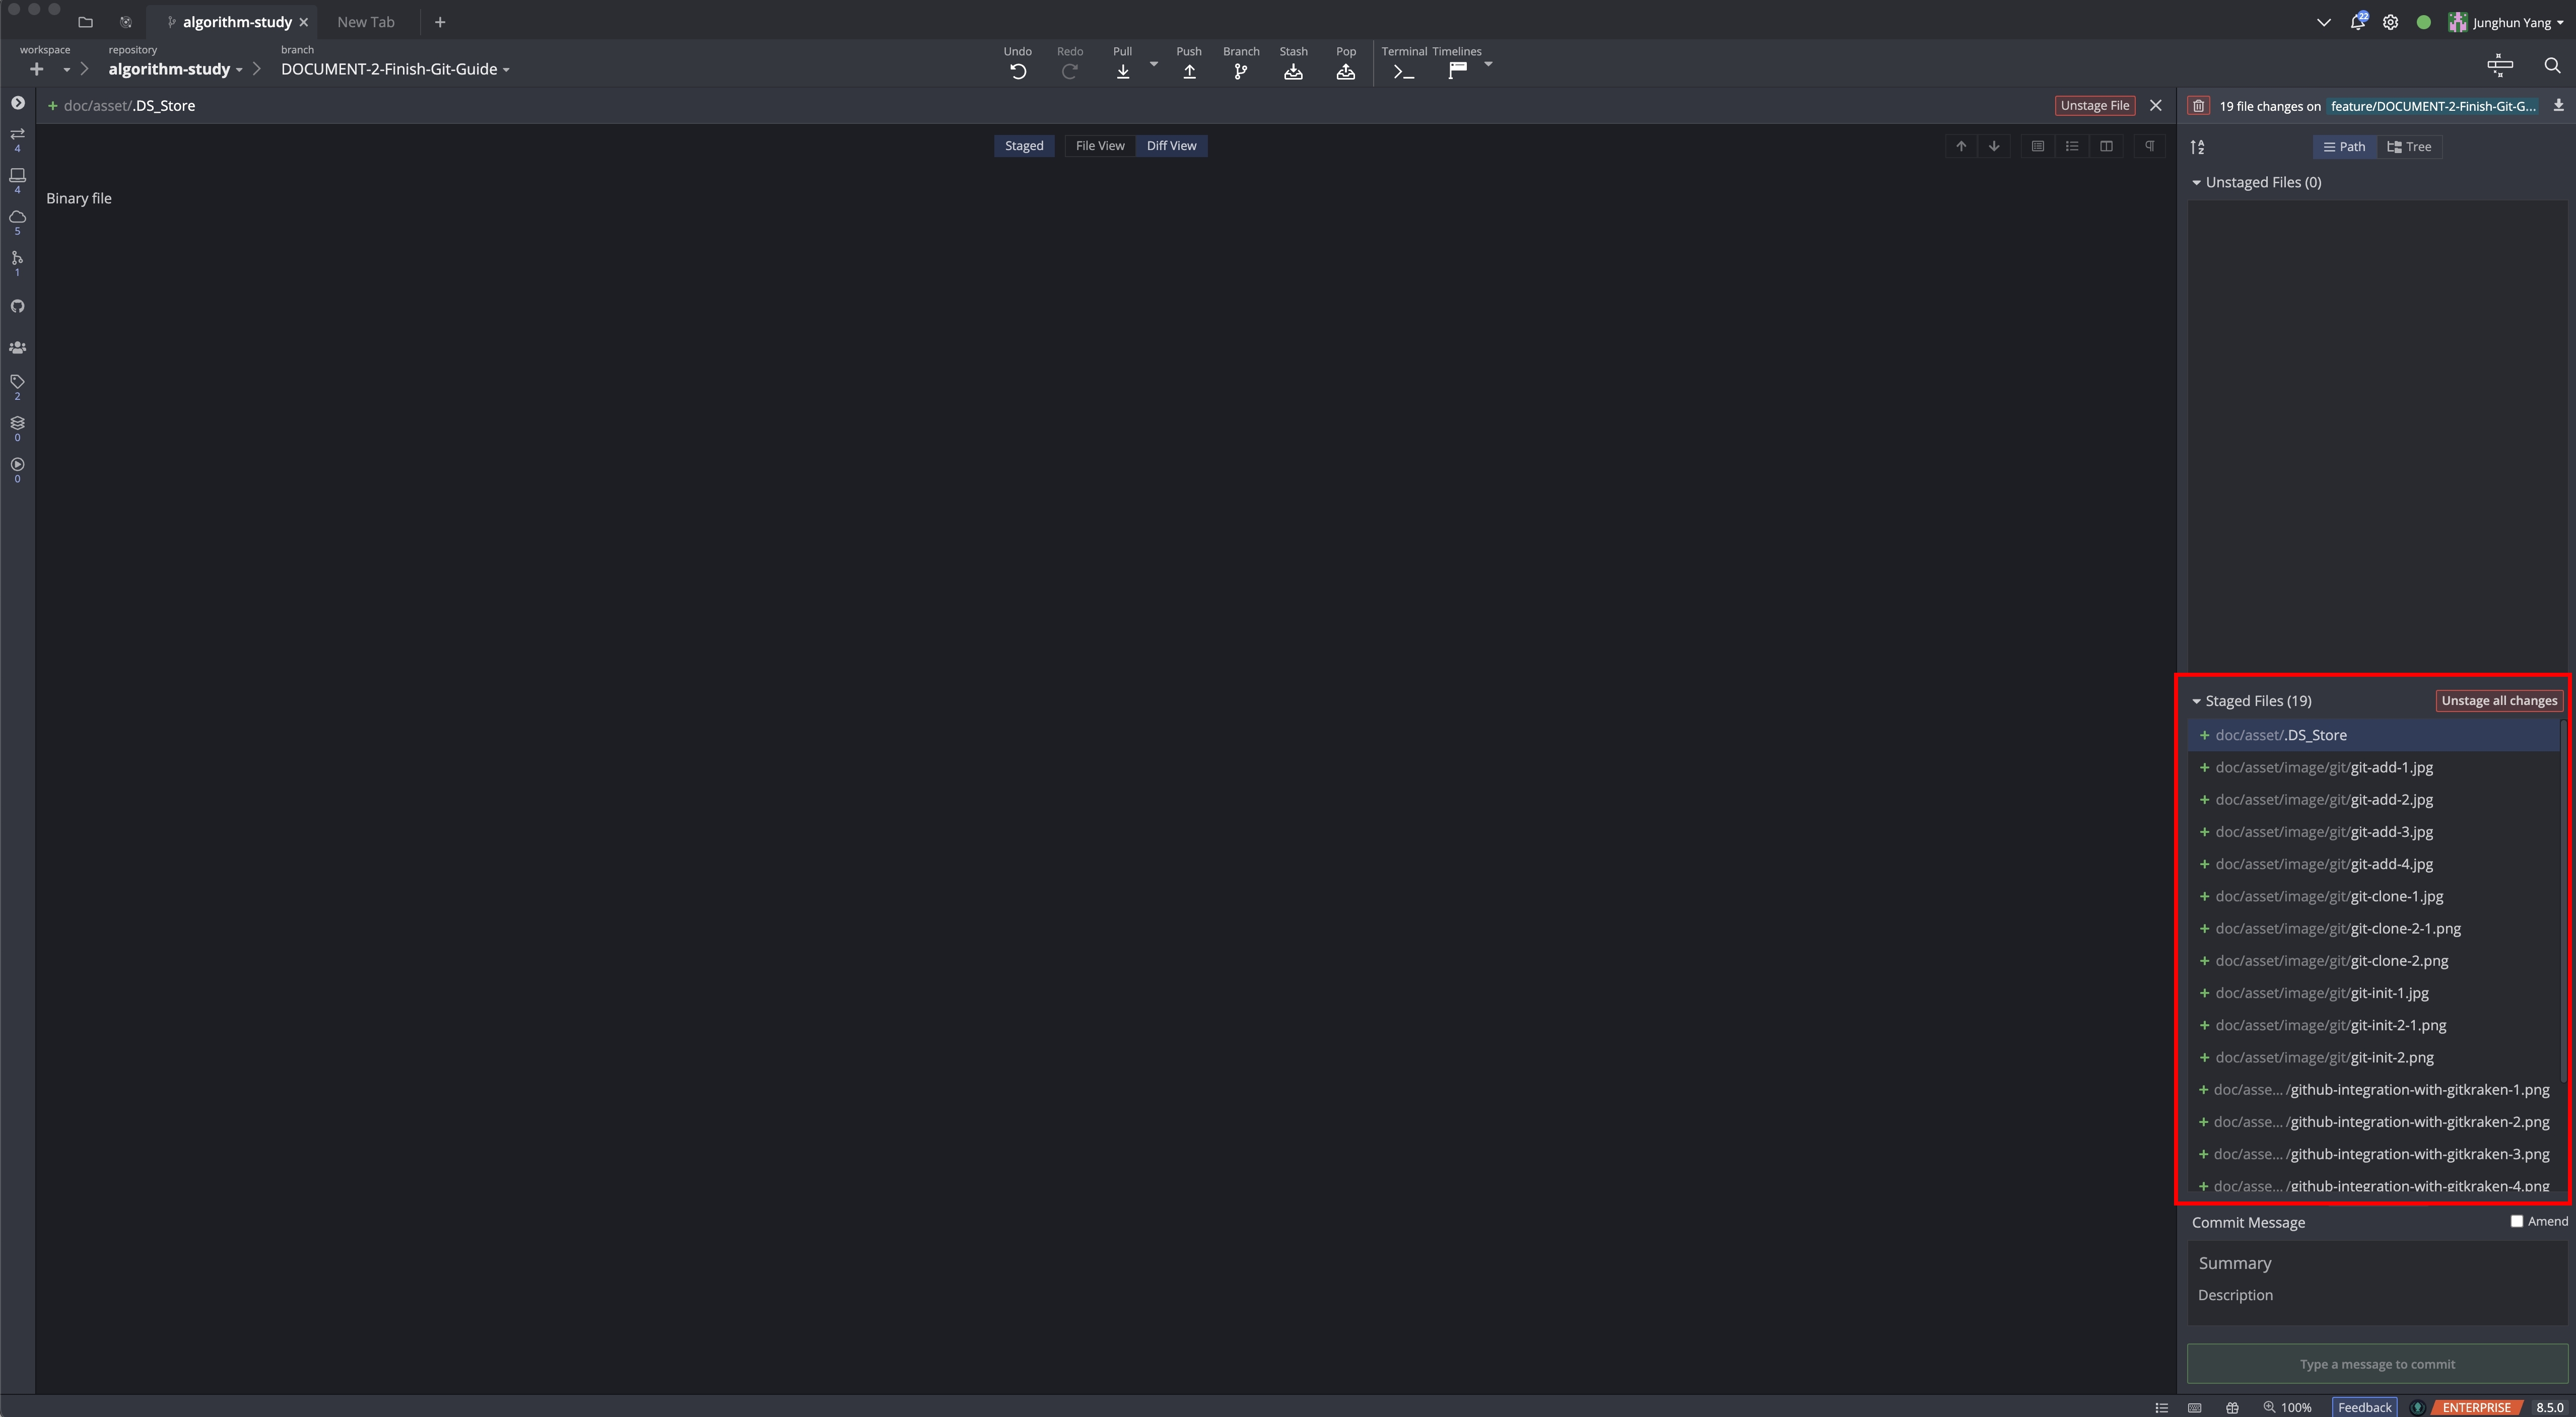 algorithm-study
New Tab
22
Junghun Yang
workspace
repository
branch
algorithm-study
DOCUMENT-2-Finish-Git-Guide
Undo
Redo
Pull
Push
Branch
Stash
Pop
Terminal
Timelines
doc/asset/.DS_Store
Unstage File
19 file changes on
feature/DOCUMENT-2-Finish-Git-G...
4
4
5
1
2
0
0
Staged
File View
Diff View
Path
Tree
Binary file
Unstaged Files (0)
Staged Files (19)
Unstage all changes
doc/asset/.DS_Store
doc/asset/image/git/git-add-1.jpg
doc/asset/image/git/git-add-2.jpg
doc/asset/image/git/git-add-3.jpg
doc/asset/image/git/git-add-4.jpg
doc/asset/image/git/git-clone-1.jpg
doc/asset/image/git/git-clone-2-1.png
doc/asset/image/git/git-clone-2.png
doc/asset/image/git/git-init-1.jpg
doc/asset/image/git/git-init-2-1.png
doc/asset/image/git/git-init-2.png
doc/asse... /github-integration-with-gitkraken-1.png
doc/asse... /github-integration-with-gitkraken-2.png
doc/asse... /github-integration-with-gitkraken-3.png
doc/asse... /github-integration-with-gitkraken-4.png
Commit Message
Amend
Summary
Description
Type a message to commit
100%
Feedback
ENTERPRISE
8.5.0